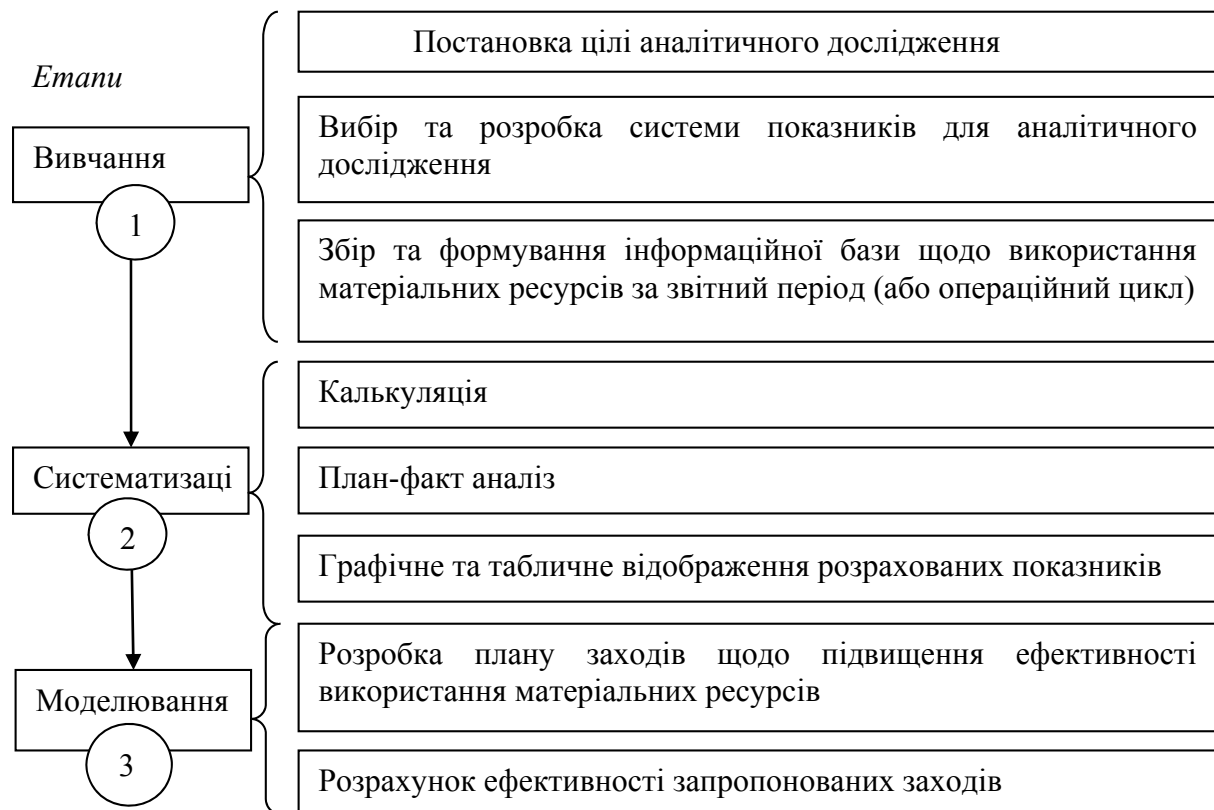 Етапи
Вивчання
1
Постановка цілі аналітичного дослідження
Вибір та розробка системи показників для аналітичного
дослідження
Збір та формування інформаційної бази щодо використання
матеріальних ресурсів за звітний період (або операційний цикл)
Систематизаці
2
Калькуляція
План-факт аналіз
Графічне та табличне відображення розрахованих показників
Моделювання
3
Розробка плану заходів щодо підвищення ефективності
використання матеріальних ресурсів
Розрахунок ефективності запропонованих заходів